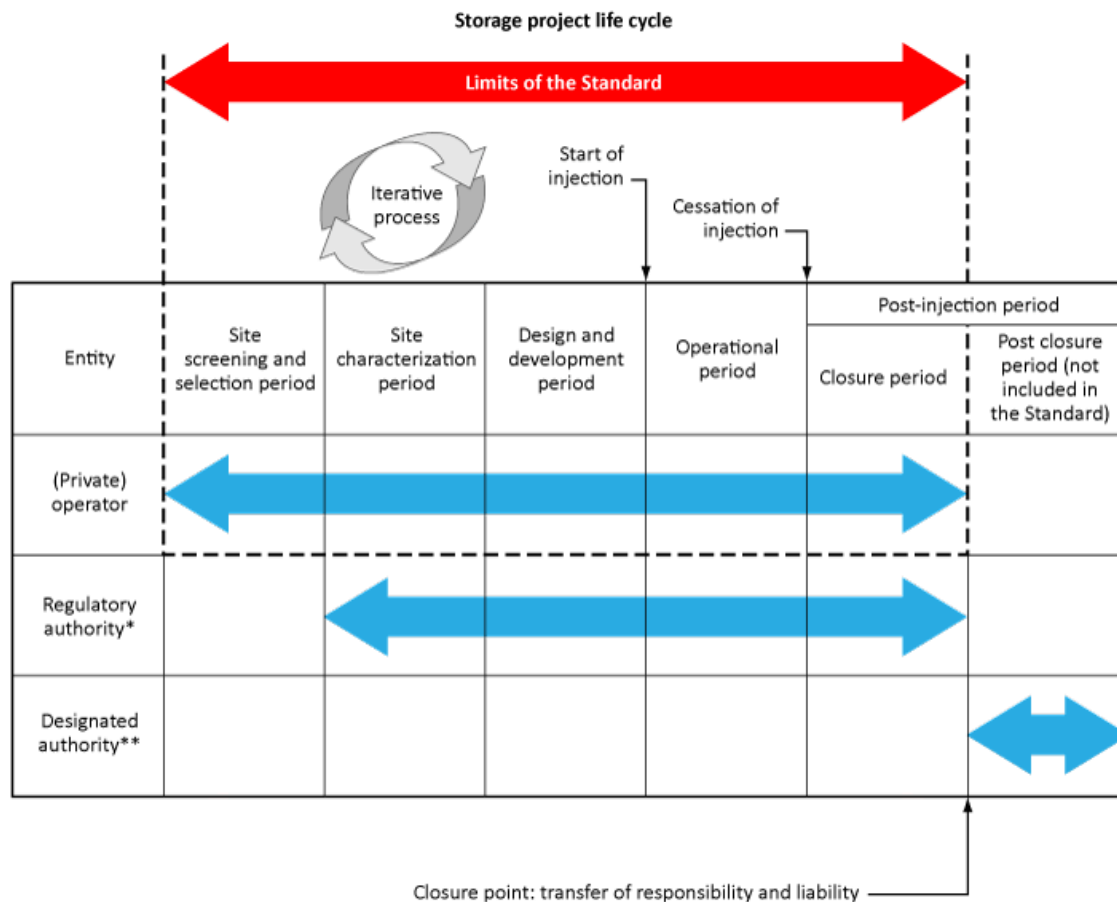 Storage project life cycle
Limits of the Standard
Iterative
process
Start of
injection
Cessation of
injection
Entity
Site
screening and
selection period
Site
characterization
period
Design and
development
period
Operational
period
Post-injection period
Closure period
Post closure
period (not
included in
the Standard)
(Private)
operator
Regulatory
authority*
Designated
authority**
Closure point: transfer of responsibility and liability